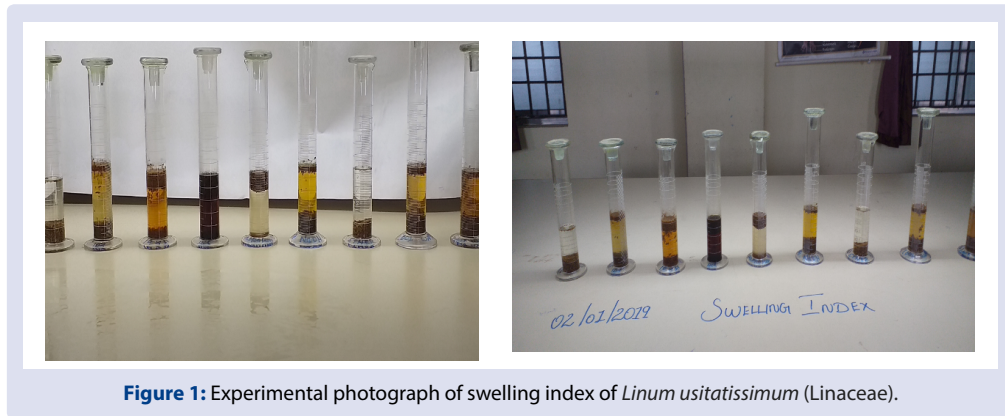 02/01/2019 SWELLING INDEX
Figure 1: Experimental photograph of swelling index of Linum usitatissimum (Linaceae).